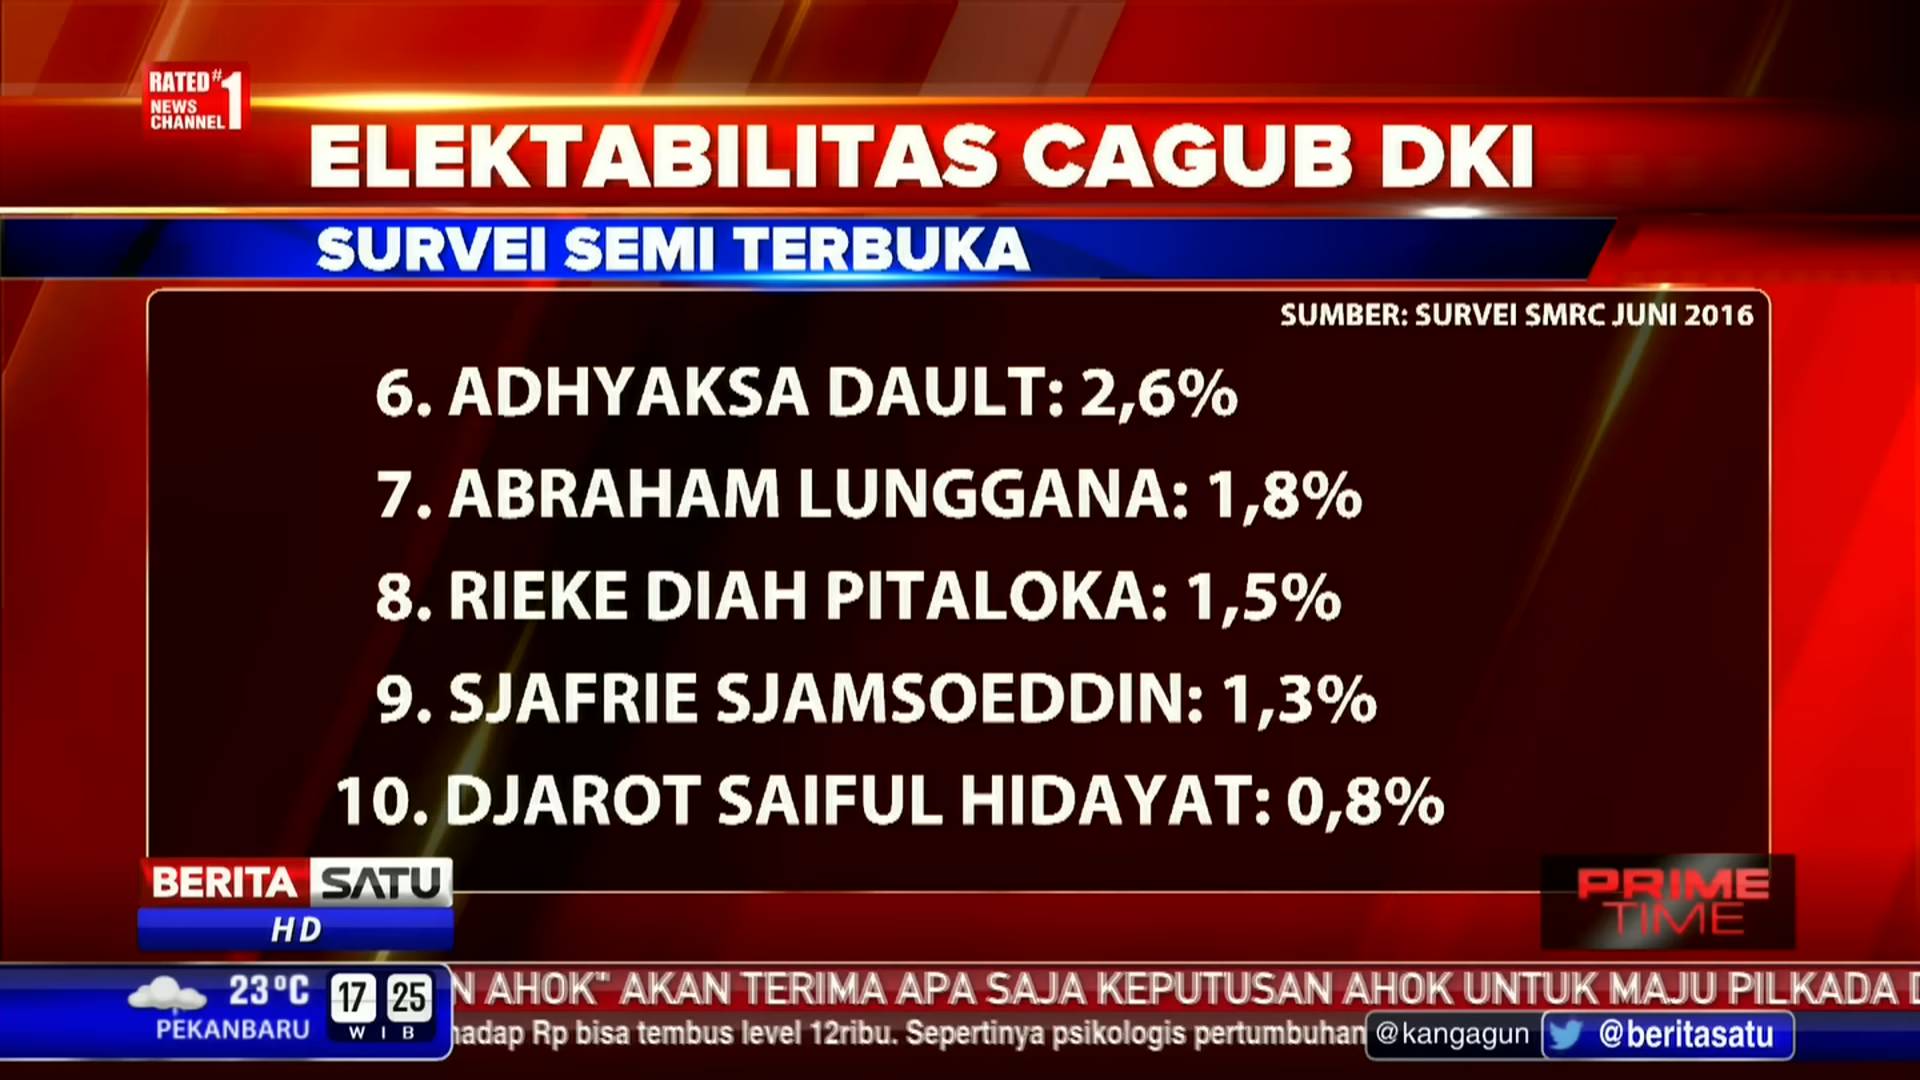 RATED #1
NEWS
CHANNEL
ELEKTABILITAS CAGUB DKI
SURVEI SEMI TERBUKA
SUMBER: SURVEI SMRC JUNI 2016
6. ADHYAKSA DAULT: 2,6%
7. ABRAHAM LUNGGANA: 1,8%
8. RIEKE DIAH PITALOKA: 1,5%
9. SJAFRIE SJAMSOEDDIN: 1,3%
10. DJAROT SAIFUL HIDAYAT: 0,8%
BERITA SATU
HD
PRIME
TIME
23°C
PEKANBARU
17 25
WIB
N AHOK" AKAN TERIMA APA SAJA KEPUTUSAN AHOK UNTUK MAJU PILKADA D
hadap Rp bisa tembus level 12ribu. Sepertinya psikologis pertumbuhan @kangagun @beritasatu